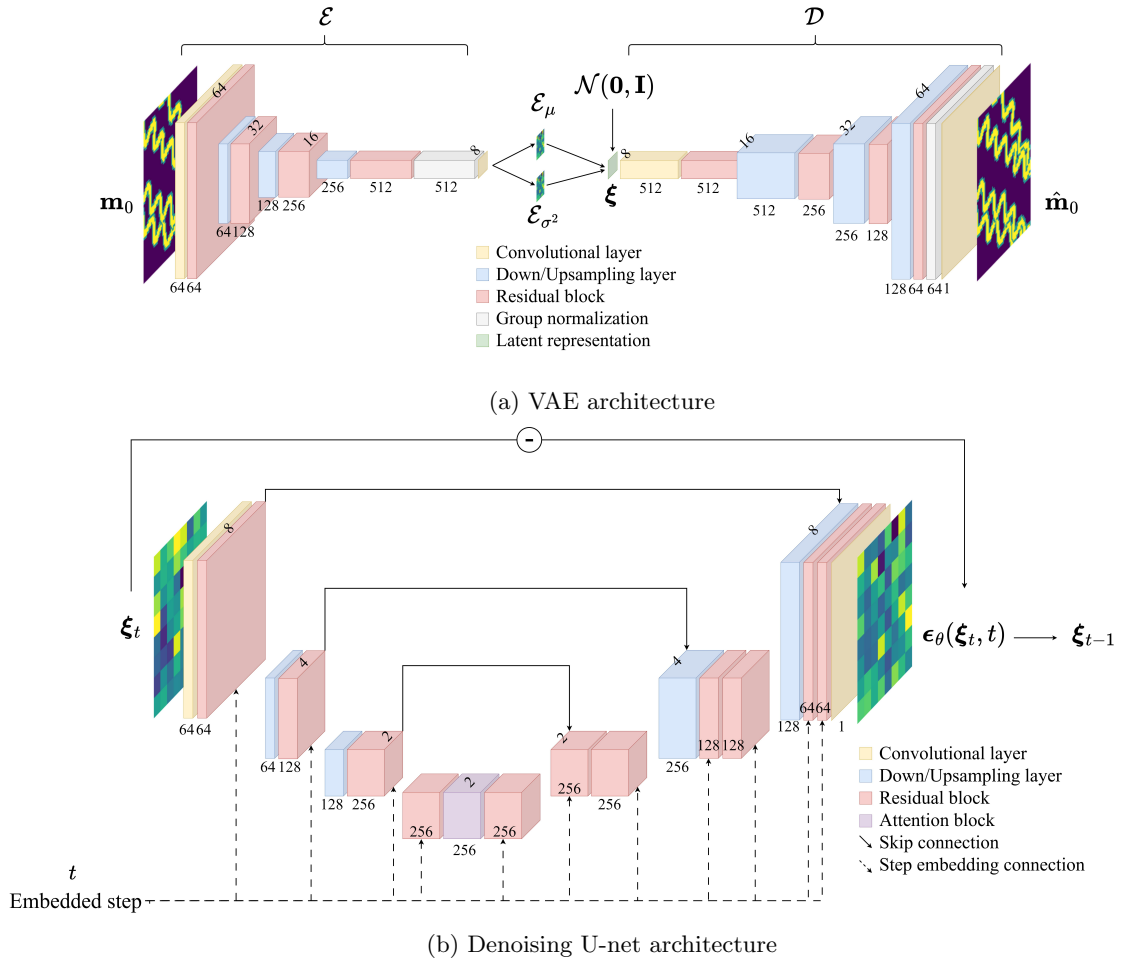 ℰ
𝒟
𝒩(𝟎, 𝐈)
ℰ_μ
ℰ_σ²
ξ
m₀
m̂₀
64
32
16
8
8
16
32
64
64 64
64 128
128 256
256
512
512
512
512
512
256
256
128
128 64 64 1
Convolutional layer
Down/Upsampling layer
Residual block
Group normalization
Latent representation
(a) VAE architecture
-
8
8
4
4
2
2
2
ξ_t
ϵ_θ(ξ_t, t)
ξ_{t−1}
64 64
64 128
128 256
256
256
256
256 256
256
128 128
128
64 64
1
Convolutional layer
Down/Upsampling layer
Residual block
Attention block
Skip connection
Step embedding connection
t
Embedded step
(b) Denoising U-net architecture